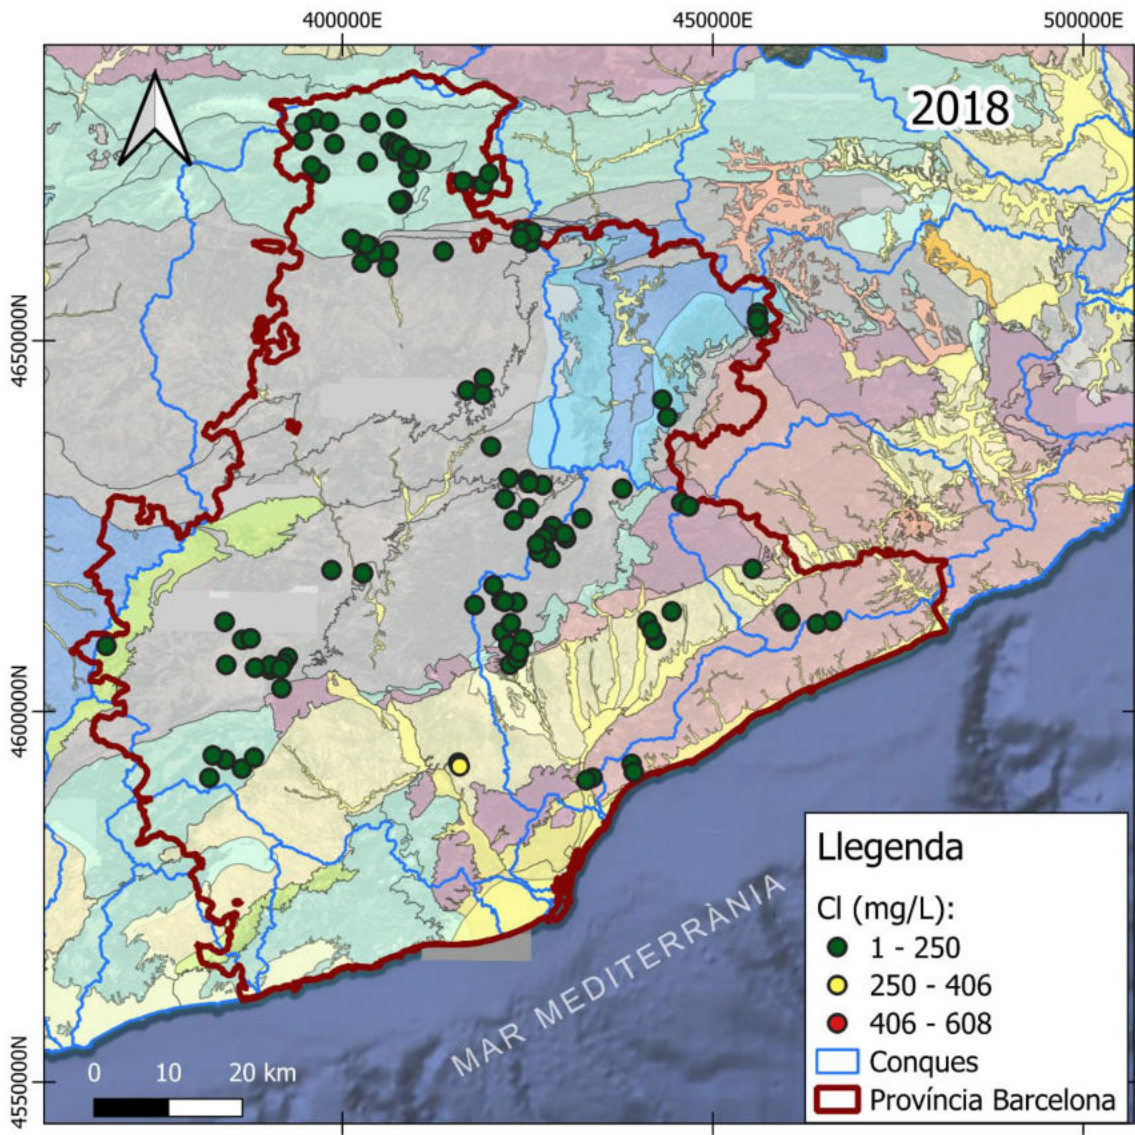 400000E
450000E
500000E
2018
4650000N
4600000N
4550000N
MAR MEDITERRÀNIA
0 10 20 km
Llegenda
Cl (mg/L):
1 - 250
250 - 406
406 - 608
Conques
Província Barcelona